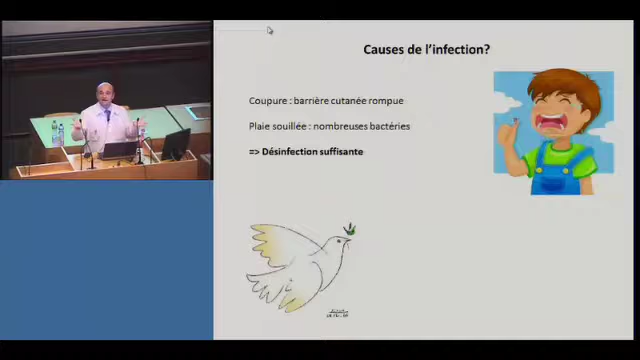 Causes de l'infection?
Coupure : barrière cutanée rompue
Plaie souillée : nombreuses bactéries
=> Désinfection suffisante